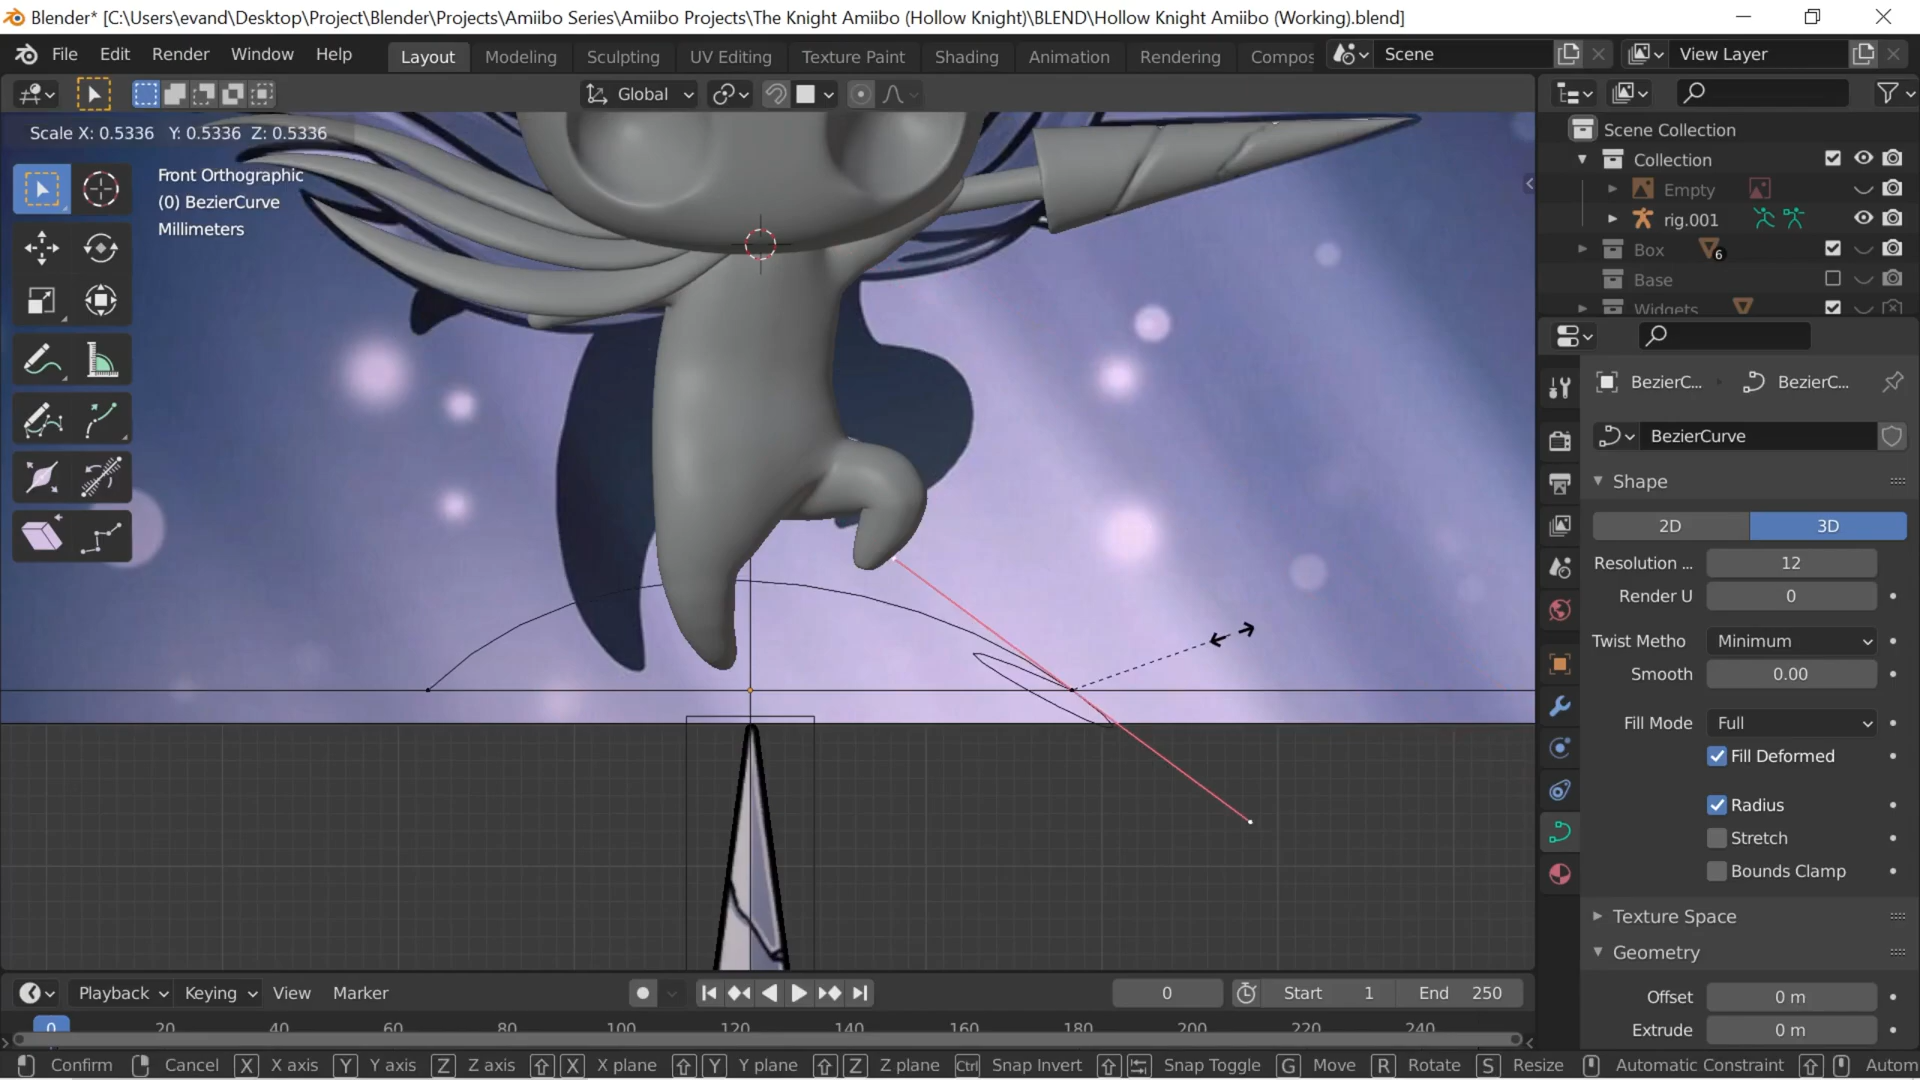 Blender* [C:\Users\evand\Desktop\Project\Blender\Projects\Amiibo Series\Amiibo Projects\The Knight Amiibo (Hollow Knight)\BLEND\Hollow Knight Amiibo (Working).blend]
File Edit Render Window Help Layout Modeling Sculpting UV Editing Texture Paint Shading Animation Rendering Compos Scene View Layer
Global
Scale X: 0.5336 Y: 0.5336 Z: 0.5336
Scene Collection
Collection
Front Orthographic
(0) BezierCurve
Millimeters
Empty
rig.001
Box 6
Base
Widgets
BezierC... BezierC...
BezierCurve
Shape
2D 3D
Resolution ... 12
Render U 0
Twist Metho Minimum
Smooth 0.00
Fill Mode Full
Fill Deformed
Radius
Stretch
Bounds Clamp
Texture Space
Geometry
Offset 0 m
Extrude 0 m
Playback Keying View Marker 0 Start 1 End 250
0 20 40 60 80 100 120 140 160 180 200 220 240
Confirm Cancel X X axis Y Y axis Z Z axis X X plane Y Y plane Z Z plane Ctrl Snap Invert Snap Toggle G Move R Rotate S Resize Automatic Constraint Autom